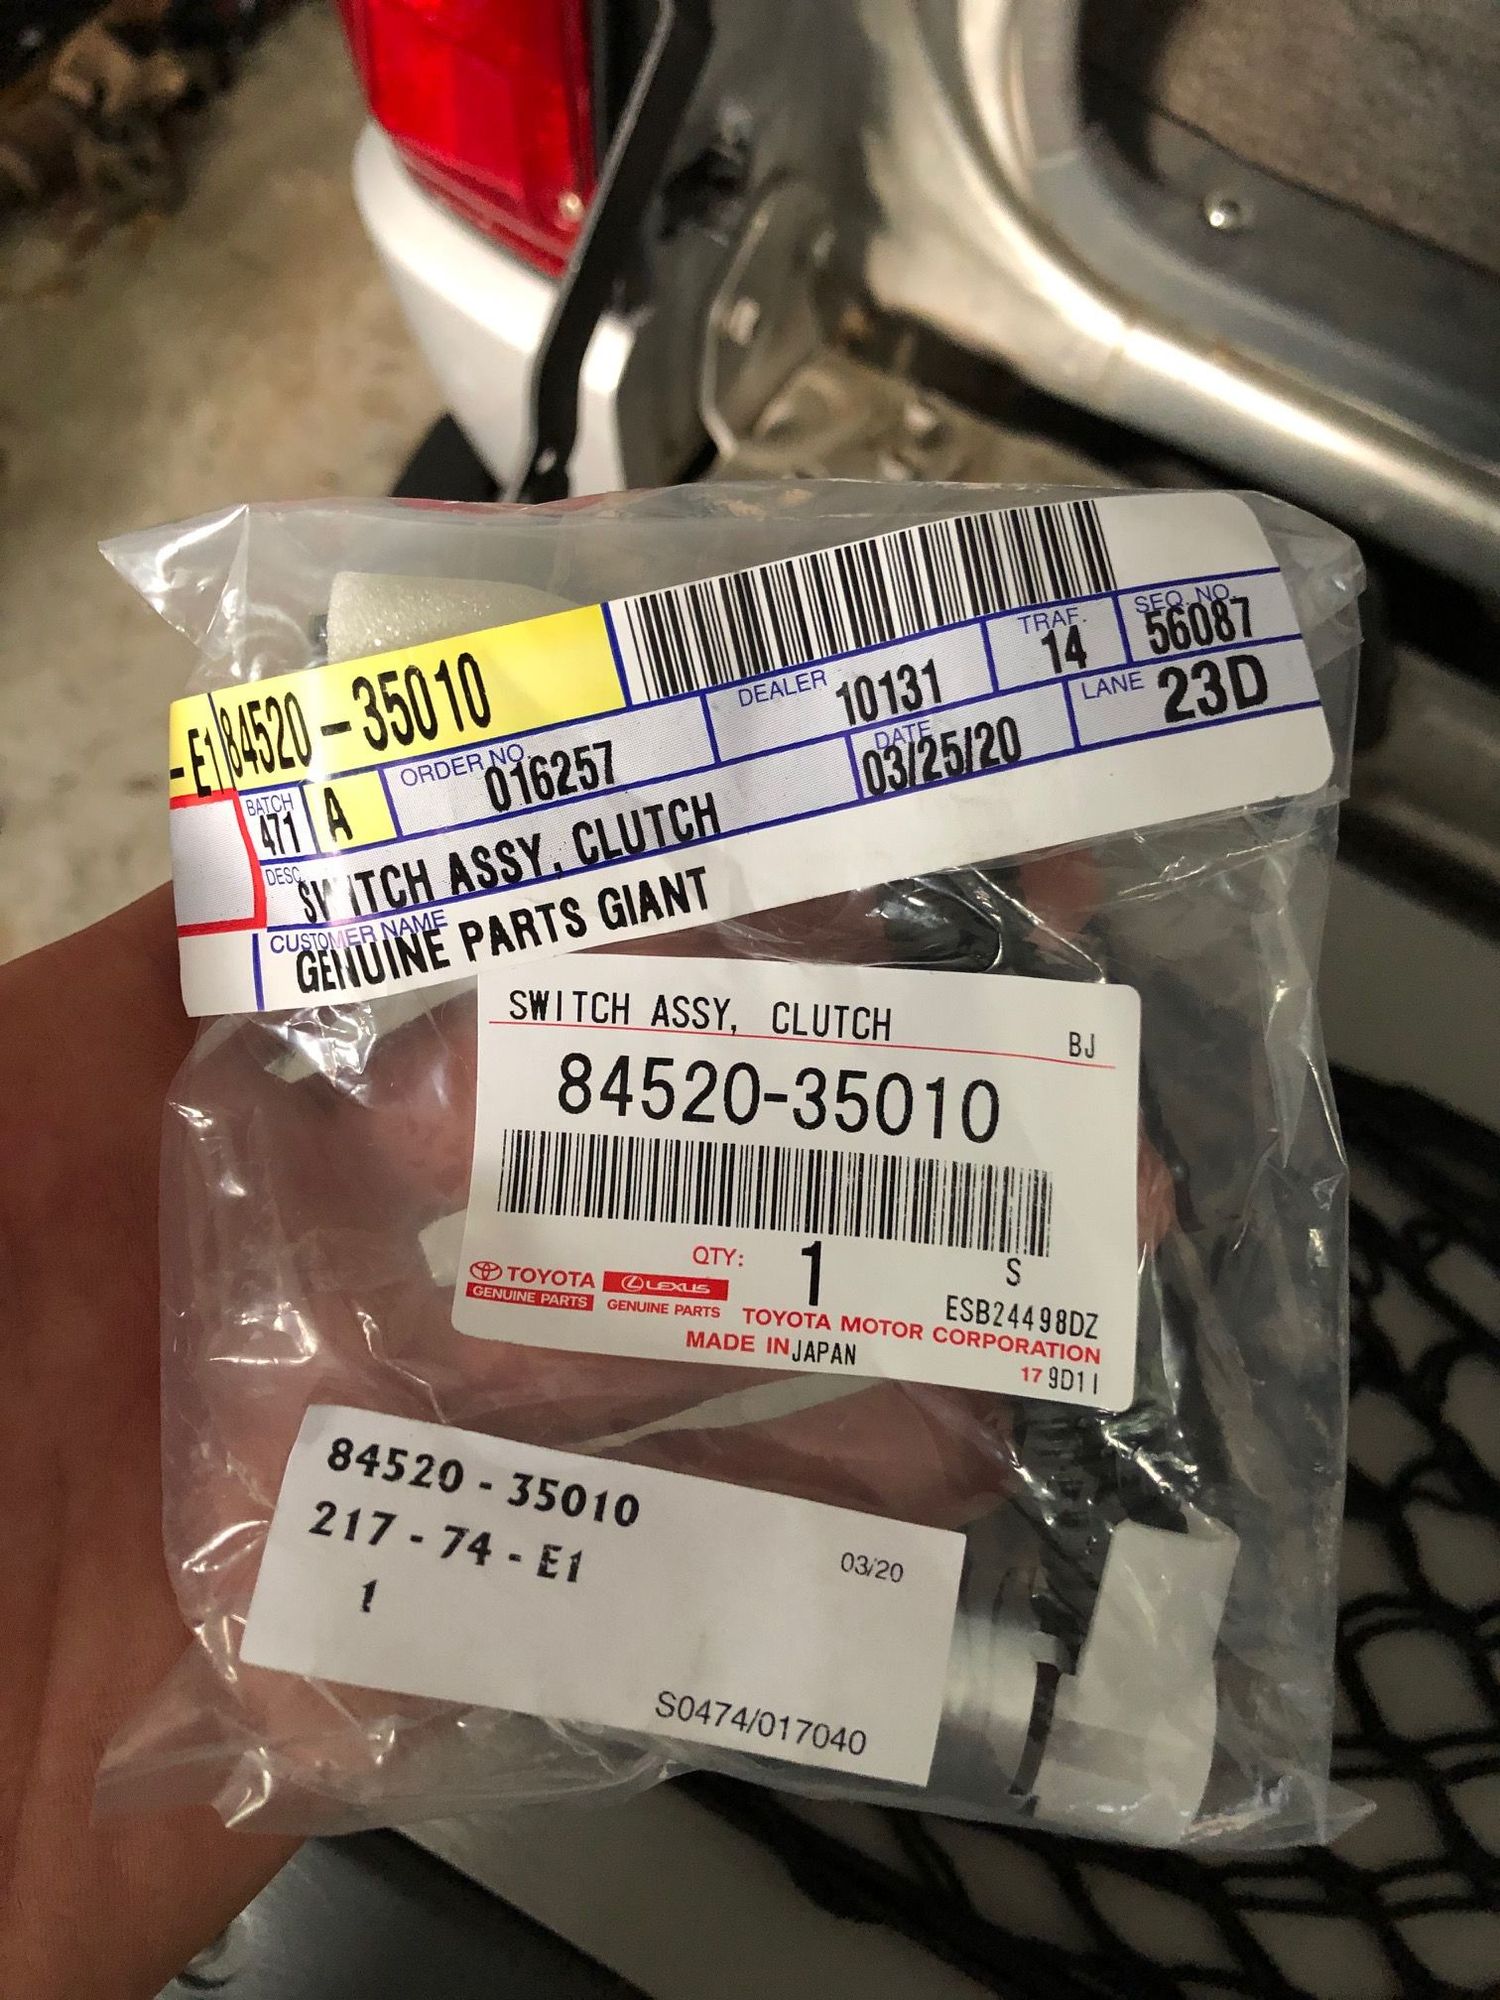 -E1 84520-35010
BATCH 471 A ORDER NO. 016257 DEALER 10131 TRAF. 14 SEQ. NO. 56087
DESC. SWITCH ASSY, CLUTCH DATE 03/25/20 LANE 23D
CUSTOMER NAME GENUINE PARTS GIANT
SWITCH ASSY, CLUTCH
BJ
84520-35010
QTY: 1 S
TOYOTA LEXUS ESB24498DZ
GENUINE PARTS GENUINE PARTS TOYOTA MOTOR CORPORATION
MADE IN JAPAN
17 9D11
84520 - 35010
217 - 74 - E1 03/20
1
S0474/017040